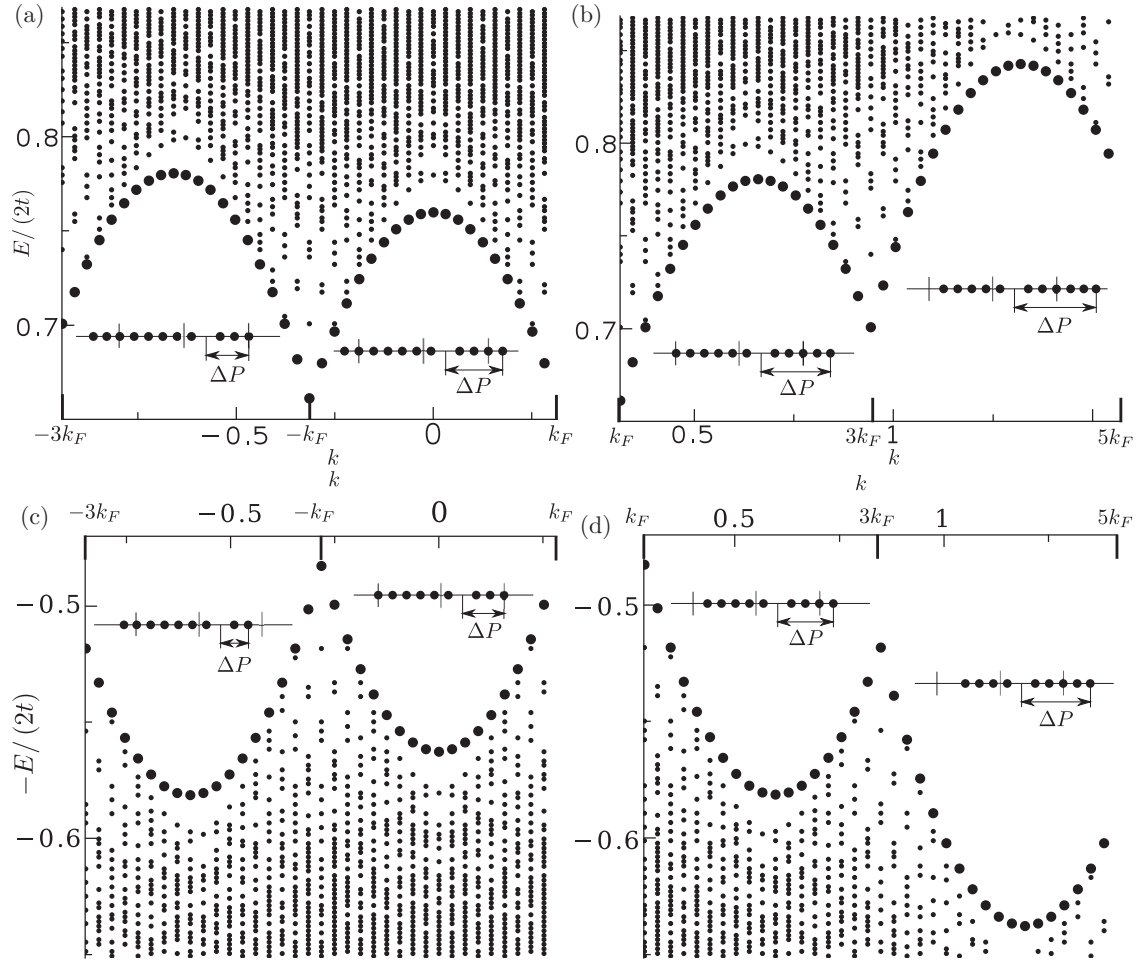 (a)
(b)
E/(2t)
0.8
0.7
0.8
0.7
ΔP
ΔP
ΔP
ΔP
−3k_F −0.5 −k_F 0 k_F
k
k
k_F 0.5 3k_F 1 5k_F
k
k
(c) −3k_F −0.5 −k_F 0 k_F
(d) k_F 0.5 3k_F 1 5k_F
−E/(2t)
−0.5
−0.6
−0.5
−0.6
ΔP
ΔP
ΔP
ΔP